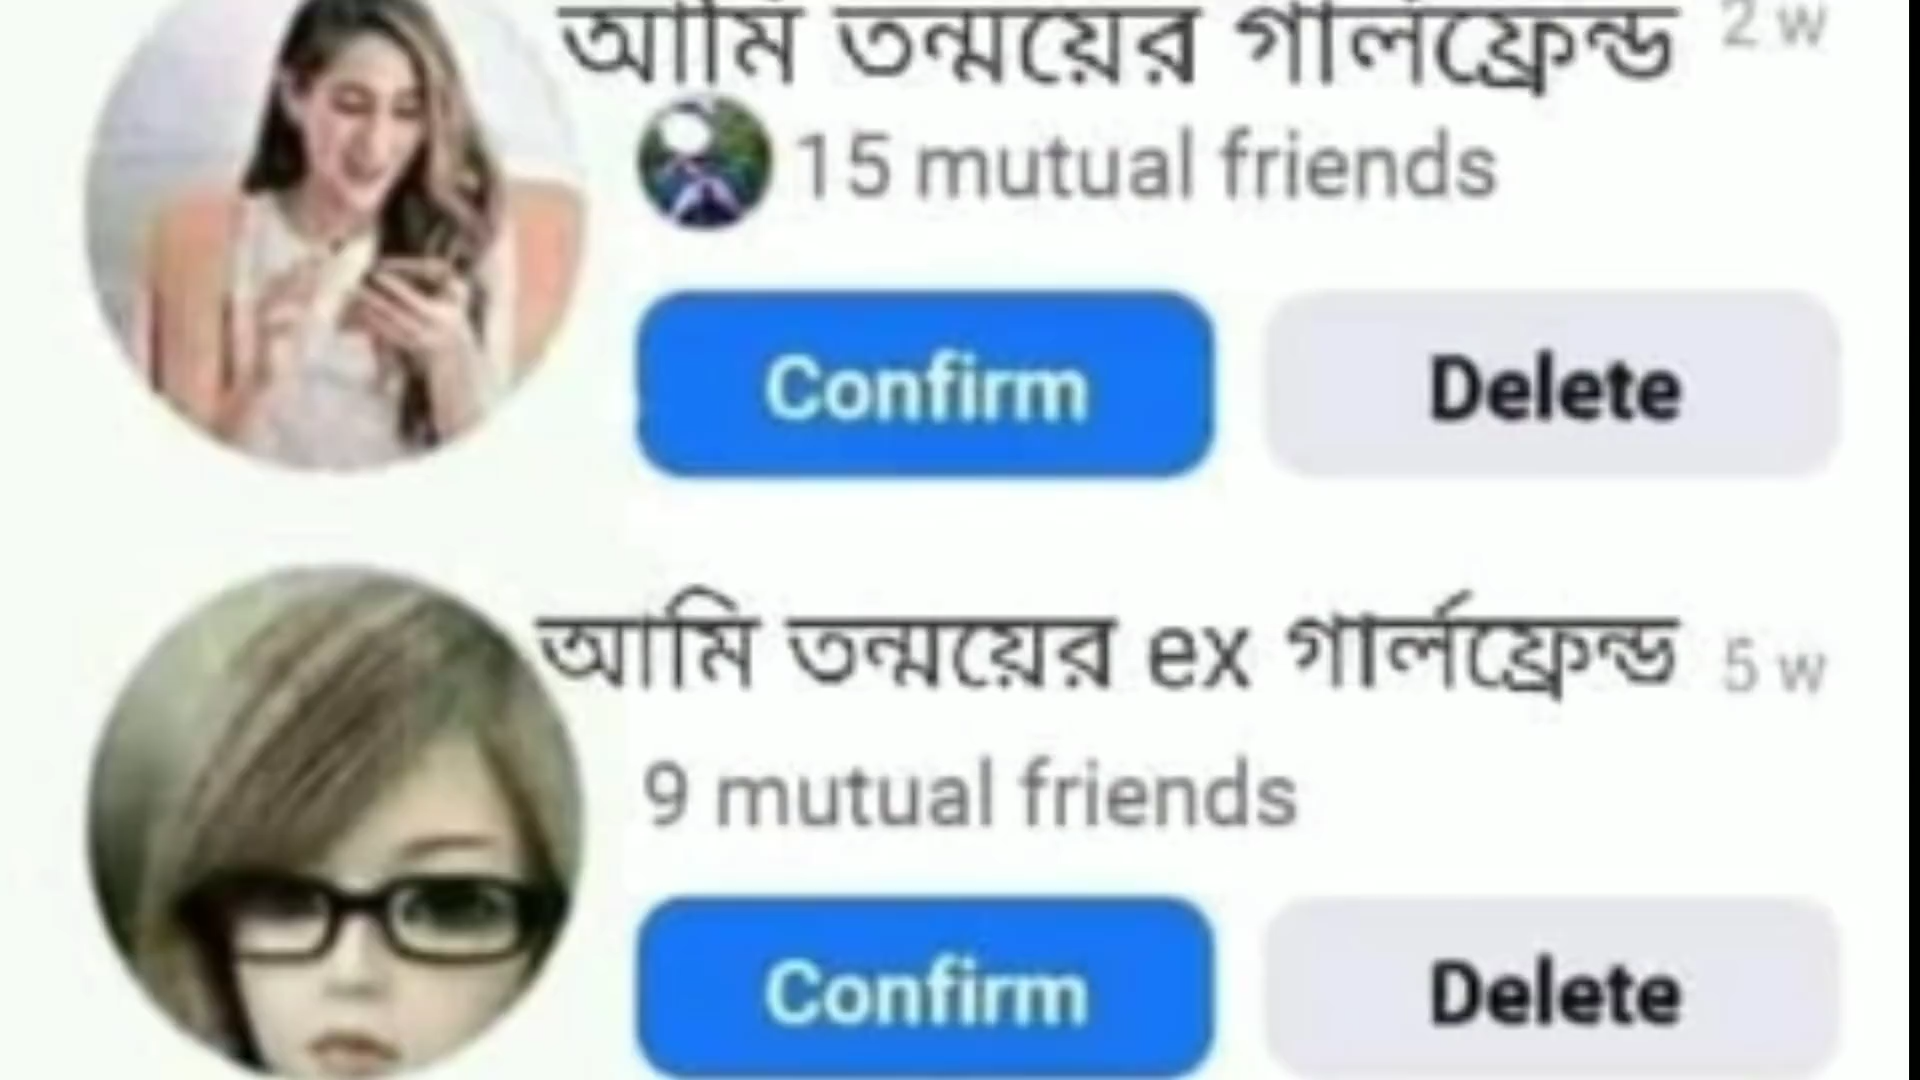 আমি তন্ময়ের গার্লফ্রেন্ড 2 w
15 mutual friends
Confirm Delete
আমি তন্ময়ের ex গার্লফ্রেন্ড 5 w
9 mutual friends
Confirm Delete